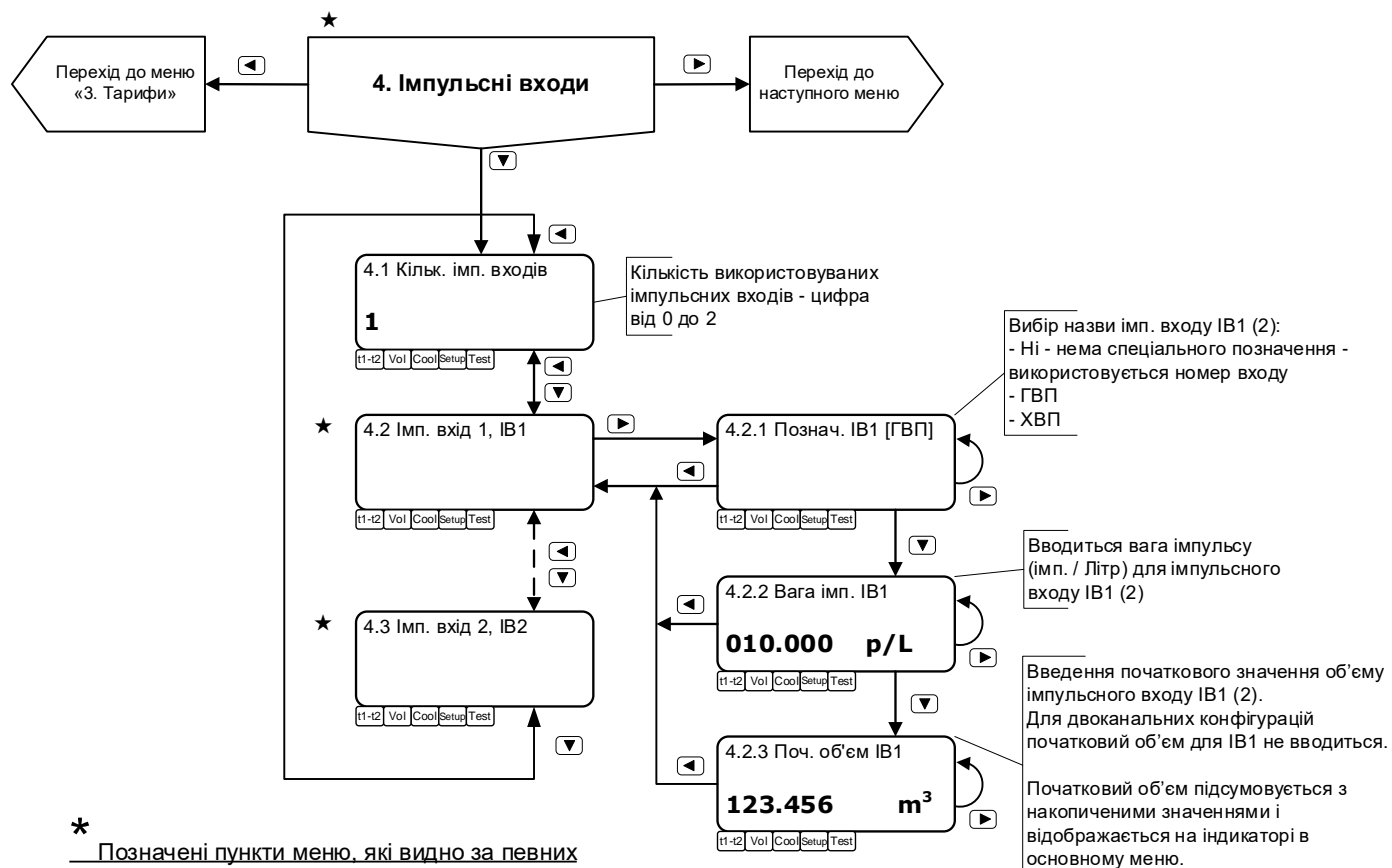 ★
Перехід до меню
«3. Тарифи»
4. Імпульсні входи
Перехід до
наступного меню
4.1 Кільк. імп. входів
1
t1-t2 Vol Cool Setup Test
Кількість використовуваних
імпульсних входів - цифра
від 0 до 2
Вибір назви імп. входу ІВ1 (2):
- Ні - нема спеціального позначення -
використовується номер входу
- ГВП
- ХВП
★
4.2 Імп. вхід 1, ІВ1
t1-t2 Vol Cool Setup Test
4.2.1 Познач. ІВ1 [ГВП]
t1-t2 Vol Cool Setup Test
Вводиться вага імпульсу
(імп. / Літр) для імпульсного
входу ІВ1 (2)
★
4.3 Імп. вхід 2, ІВ2
t1-t2 Vol Cool Setup Test
4.2.2 Вага імп. ІВ1
010.000 p/L
t1-t2 Vol Cool Setup Test
Введення початкового значення об’єму
імпульсного входу ІВ1 (2).
Для двоканальних конфігурацій
початковий об’єм для ІВ1 не вводиться.
Початковий об’єм підсумовується з
накопиченими значеннями і
відображається на індикаторі в
основному меню.
4.2.3 Поч. об'єм ІВ1
123.456 m³
t1-t2 Vol Cool Setup Test
*
Позначені пункти меню, які видно за певних